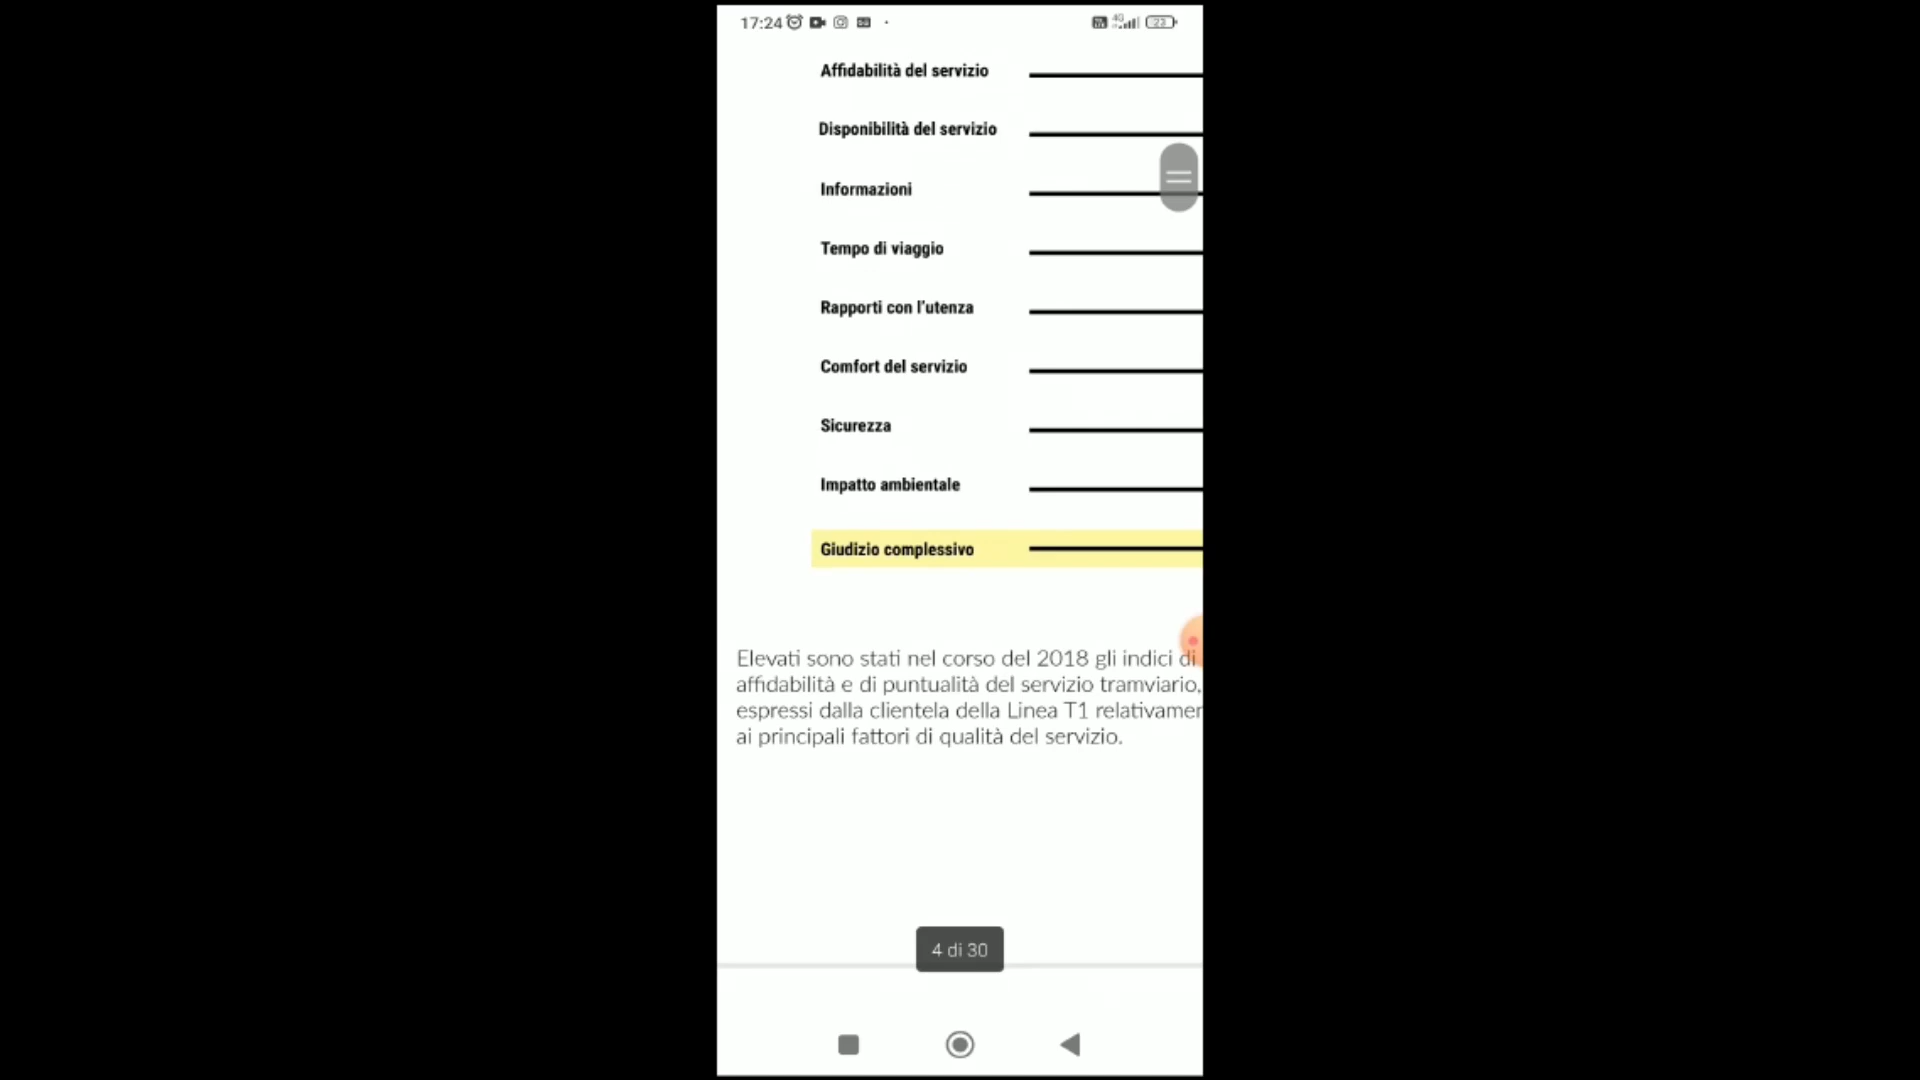 17:24
4G
23
Affidabilità del servizio
Disponibilità del servizio
Informazioni
Tempo di viaggio
Rapporti con l'utenza
Comfort del servizio
Sicurezza
Impatto ambientale
Giudizio complessivo
Elevati sono stati nel corso del 2018 gli indici di
affidabilità e di puntualità del servizio tramviario,
espressi dalla clientela della Linea T1 relativamen
ai principali fattori di qualità del servizio.
4 di 30